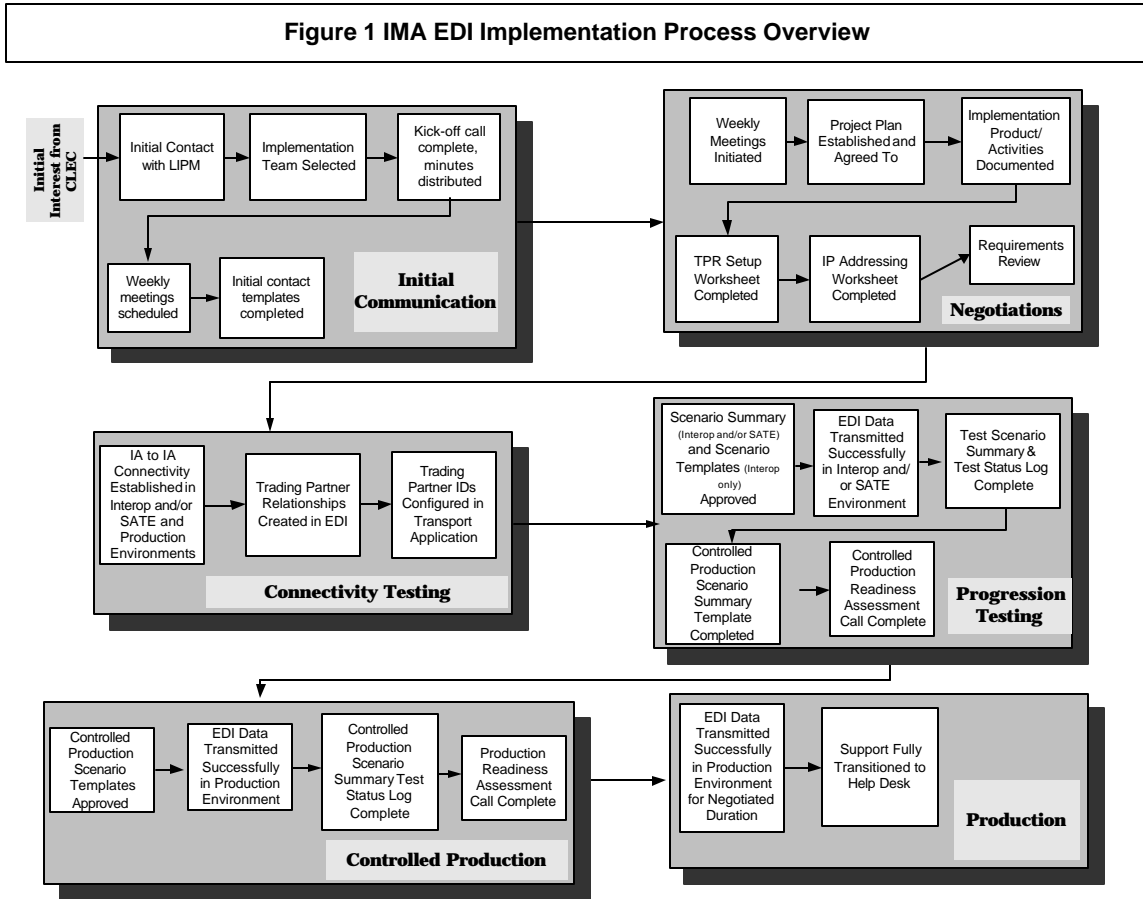 Figure 1 IMA EDI Implementation Process Overview
Initial
Interest from
CLEC
Initial Contact
with LIPM
Implementation
Team Selected
Kick-off call
complete,
minutes
distributed
Weekly
meetings
scheduled
Initial contact
templates
completed
Initial
Communication
Weekly
Meetings
Initiated
Project Plan
Established and
Agreed To
Implementation
Product/
Activities
Documented
TPR Setup
Worksheet
Completed
IP Addressing
Worksheet
Completed
Requirements
Review
Negotiations
IA to IA
Connectivity
Established in
Interop and/or
SATE and
Production
Environments
Trading Partner
Relationships
Created in EDI
Trading
Partner IDs
Configured in
Transport
Application
Connectivity Testing
Scenario Summary
(Interop and/or SATE)
and Scenario
Templates (Interop
only)
Approved
EDI Data
Transmitted
Successfully
in Interop and/
or SATE
Environment
Test Scenario
Summary &
Test Status Log
Complete
Controlled
Production
Scenario
Summary
Template
Completed
Controlled
Production
Readiness
Assessment
Call Complete
Progression
Testing
Controlled
Production
Scenario
Templates
Approved
EDI Data
Transmitted
Successfully
in Production
Environment
Controlled
Production
Scenario
Summary Test
Status Log
Complete
Production
Readiness
Assessment
Call Complete
Controlled Production
EDI Data
Transmitted
Successfully
in Production
Environment
for Negotiated
Duration
Support Fully
Transitioned to
Help Desk
Production